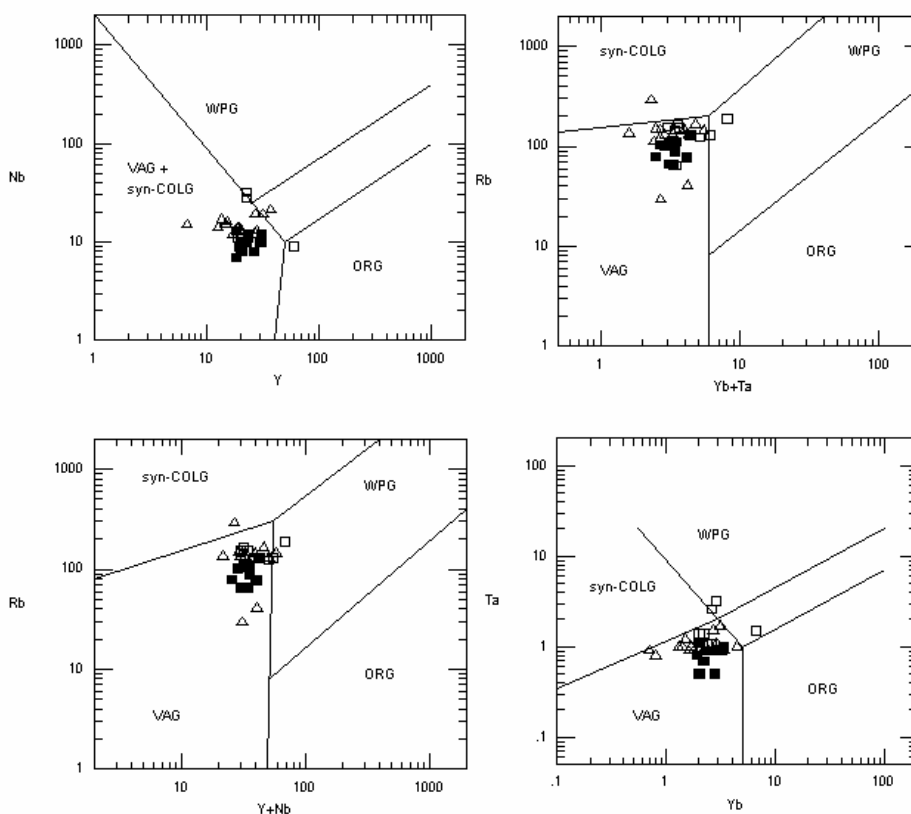 1000
WPG
100
VAG +
syn-COLG
Nb
10
ORG
1
1 10 100 1000
Y
1000
syn-COLG
WPG
100
Rb
10
VAG
ORG
1
1 10 100
Yb+Ta
1000
syn-COLG
WPG
100
Rb
10
ORG
VAG
1
10 100 1000
Y+Nb
100
WPG
10
syn-COLG
Ta
1
VAG
ORG
.1
.1 1 10 100
Yb